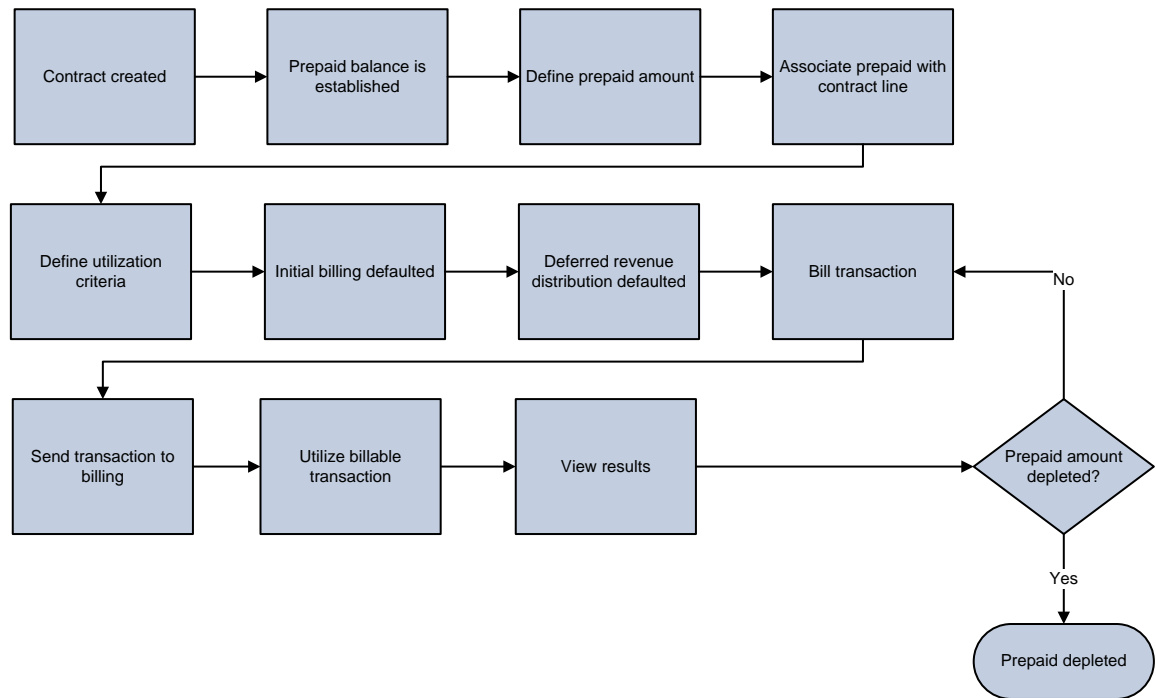 Contract created
Prepaid balance is
established
Define prepaid amount
Associate prepaid with
contract line
Define utilization
criteria
Initial billing defaulted
Deferred revenue
distribution defaulted
Bill transaction
No
Send transaction to
billing
Utilize billable
transaction
View results
Prepaid amount
depleted?
Yes
Prepaid depleted